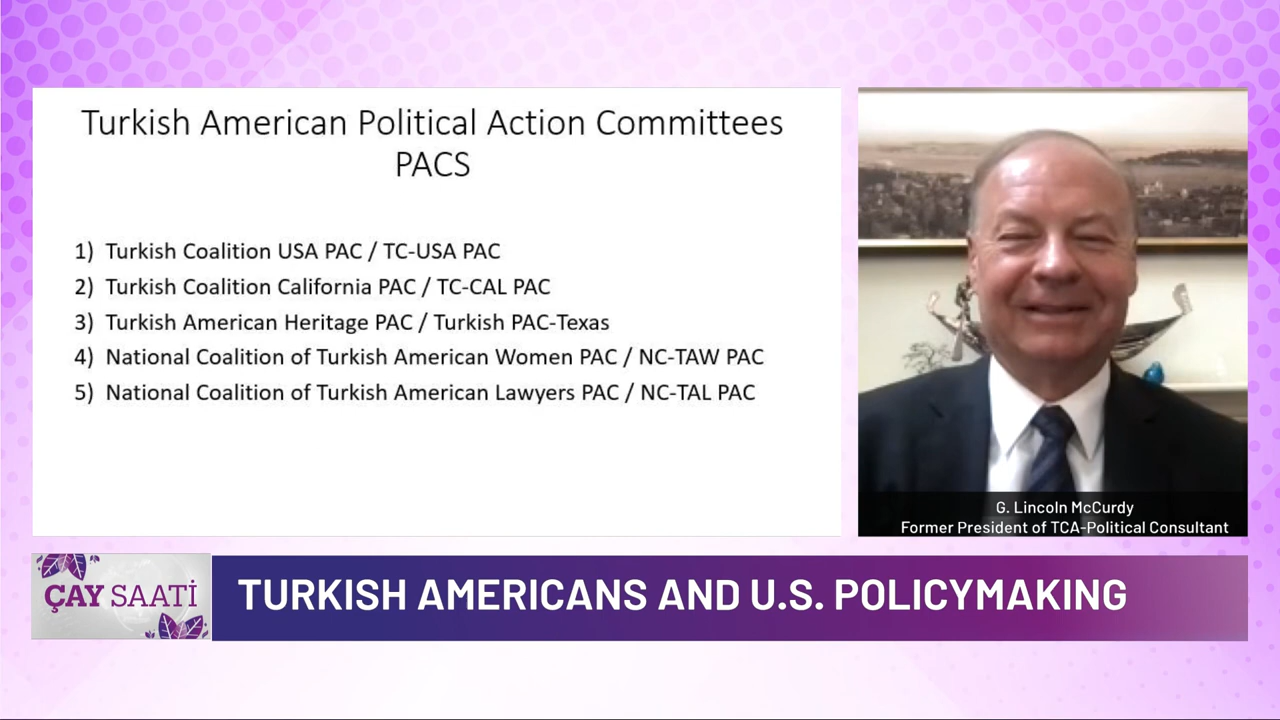 Turkish American Political Action Committees
PACS
1) Turkish Coalition USA PAC / TC-USA PAC
2) Turkish Coalition California PAC / TC-CAL PAC
3) Turkish American Heritage PAC / Turkish PAC-Texas
4) National Coalition of Turkish American Women PAC / NC-TAW PAC
5) National Coalition of Turkish American Lawyers PAC / NC-TAL PAC
G. Lincoln McCurdy
Former President of TCA-Political Consultant
ÇAY SAATİ
TURKISH AMERICANS AND U.S. POLICYMAKING